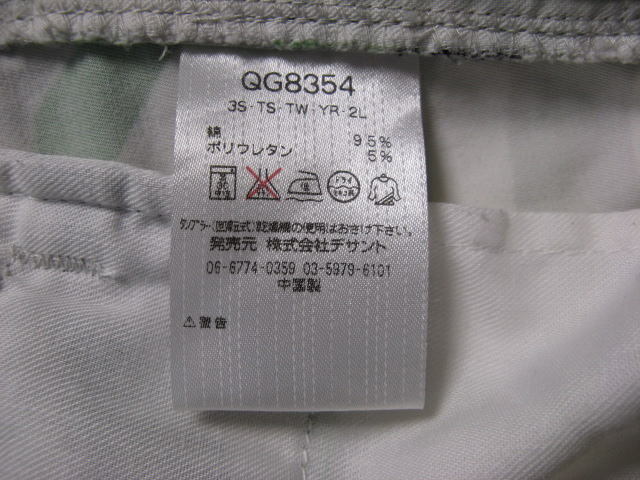 QG8354
3S・TS・TW・YR・2L
綿 95%
ポリウレタン 5%
ドライ
タンブラー(回転式)乾燥機の使用はおさけ下さい。
発売元 株式会社デサント
06-6774-0359 03-5979-6101
中国製
⚠警告